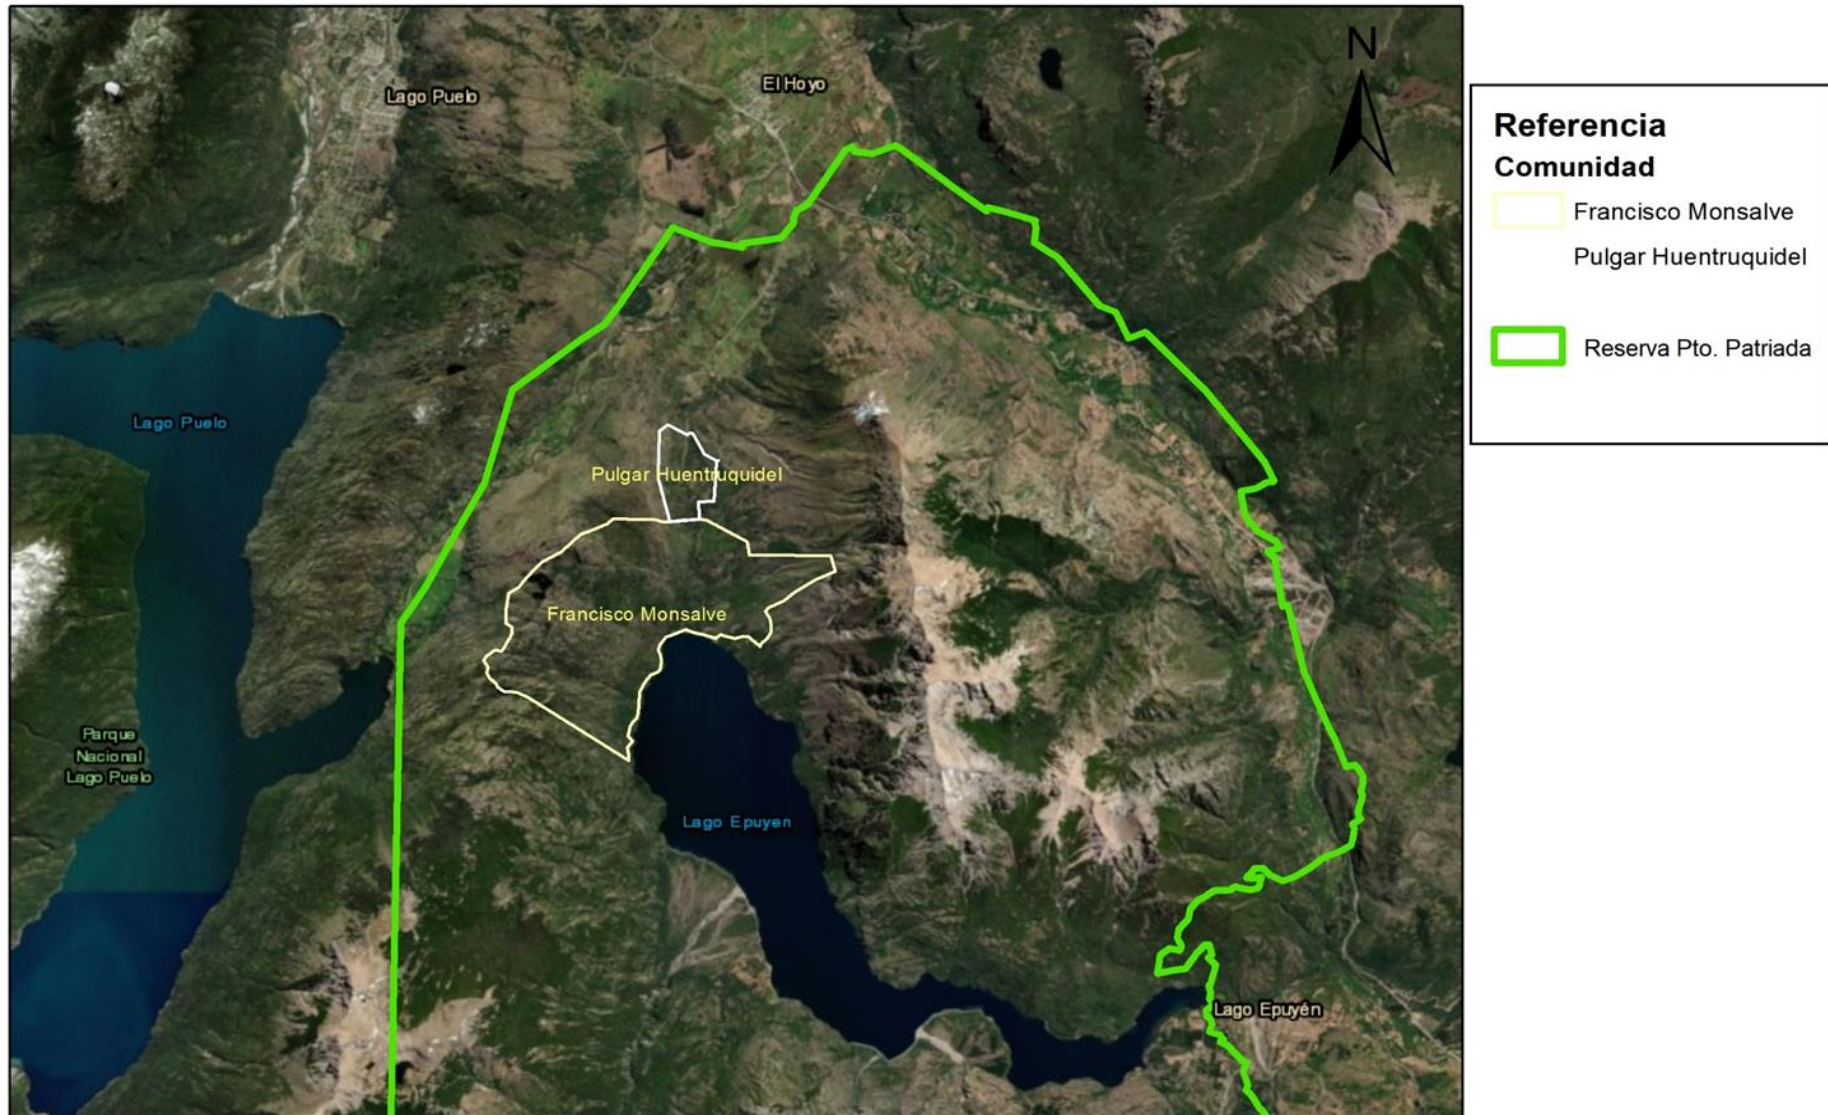 Lago Puelo
El Hoyo
N
Lago Puelo
Pulgar Huentruquidel
Francisco Monsalve
Parque
Nacional
Lago Puelo
Lago Epuyen
Lago Epuyén
Referencia
Comunidad
Francisco Monsalve
Pulgar Huentruquidel
Reserva Pto. Patriada